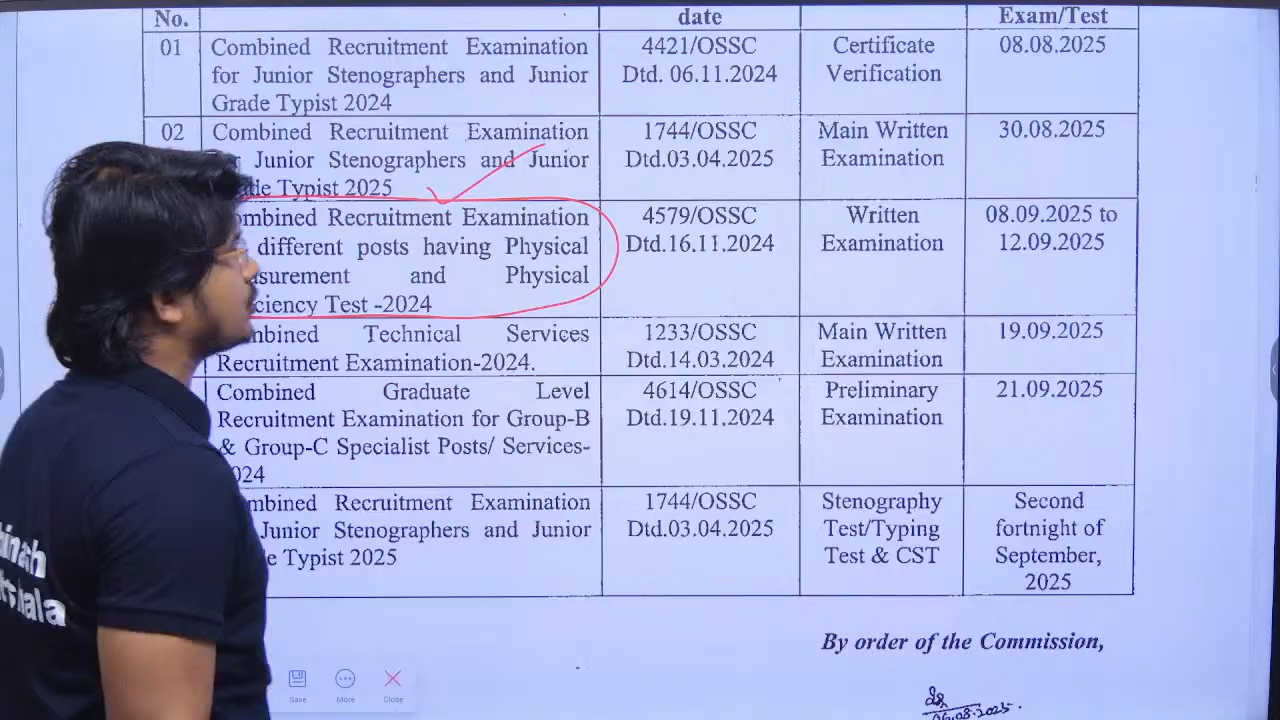 No. date Exam/Test
01 Combined Recruitment Examination 4421/OSSC Certificate 08.08.2025
for Junior Stenographers and Junior Dtd. 06.11.2024 Verification
Grade Typist 2024
02 Combined Recruitment Examination 1744/OSSC Main Written 30.08.2025
Junior Stenographers and Junior Dtd.03.04.2025 Examination
Typist 2025
Recruitment Examination 4579/OSSC Written 08.09.2025 to
different posts having Physical Dtd.16.11.2024 Examination 12.09.2025
and Physical
Test -2024
Technical Services 1233/OSSC Main Written 19.09.2025
Recruitment Examination-2024. Dtd.14.03.2024 Examination
Combined Graduate Level 4614/OSSC Preliminary 21.09.2025
Recruitment Examination for Group-B Dtd.19.11.2024 Examination
& Group-C Specialist Posts/ Services-
Recruitment Examination 1744/OSSC Stenography Second
Junior Stenographers and Junior Dtd.03.04.2025 Test/Typing fortnight of
Typist 2025 Test & CST September,
2025
By order of the Commission,
Save More Close